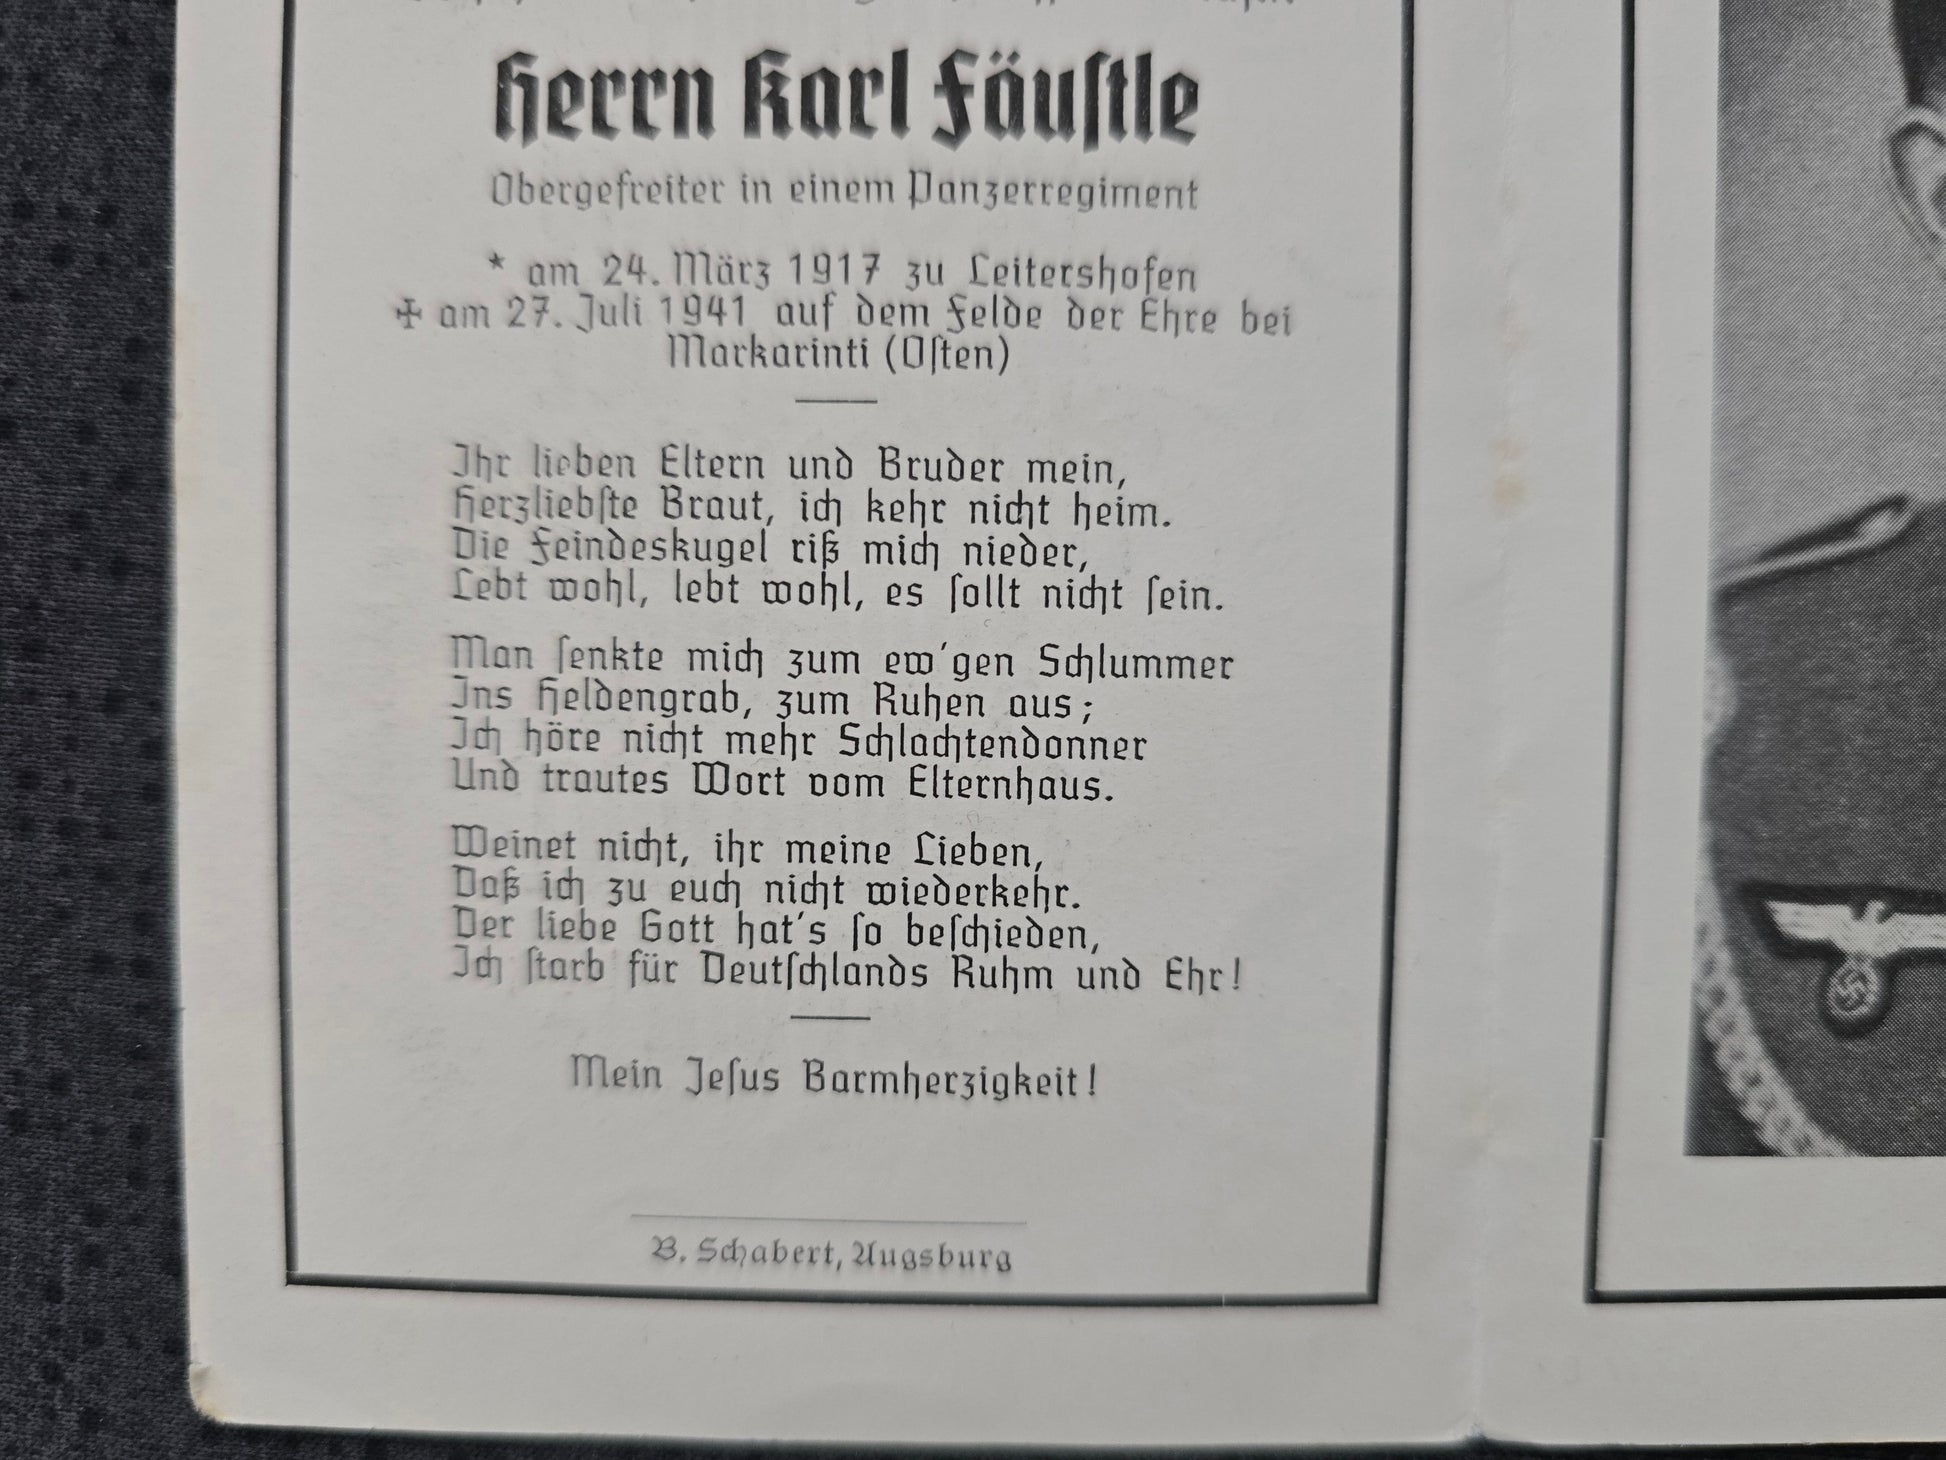 Herrn Karl Fäuſtle
Obergefreiter in einem Panzerregiment
* am 24. März 1917 zu Leitershofen
✠ am 27. Juli 1941 auf dem Felde der Ehre bei
Markarinti (Oſten)
Ihr lieben Eltern und Bruder mein,
Herzliebſte Braut, ich kehr nicht heim.
Die Feindeskugel riß mich nieder,
Lebt wohl, lebt wohl, es ſollt nicht ſein.
Man ſenkte mich zum ew'gen Schlummer
Ins Heldengrab, zum Ruhen aus;
Ich höre nicht mehr Schlachtendonner
Und trautes Wort vom Elternhaus.
Weinet nicht, ihr meine Lieben,
Daß ich zu euch nicht wiederkehr.
Der liebe Gott hat's ſo beſchieden,
Ich ſtarb für Deutſchlands Ruhm und Ehr!
Mein Jeſus Barmherzigkeit!
B. Schabert, Augsburg